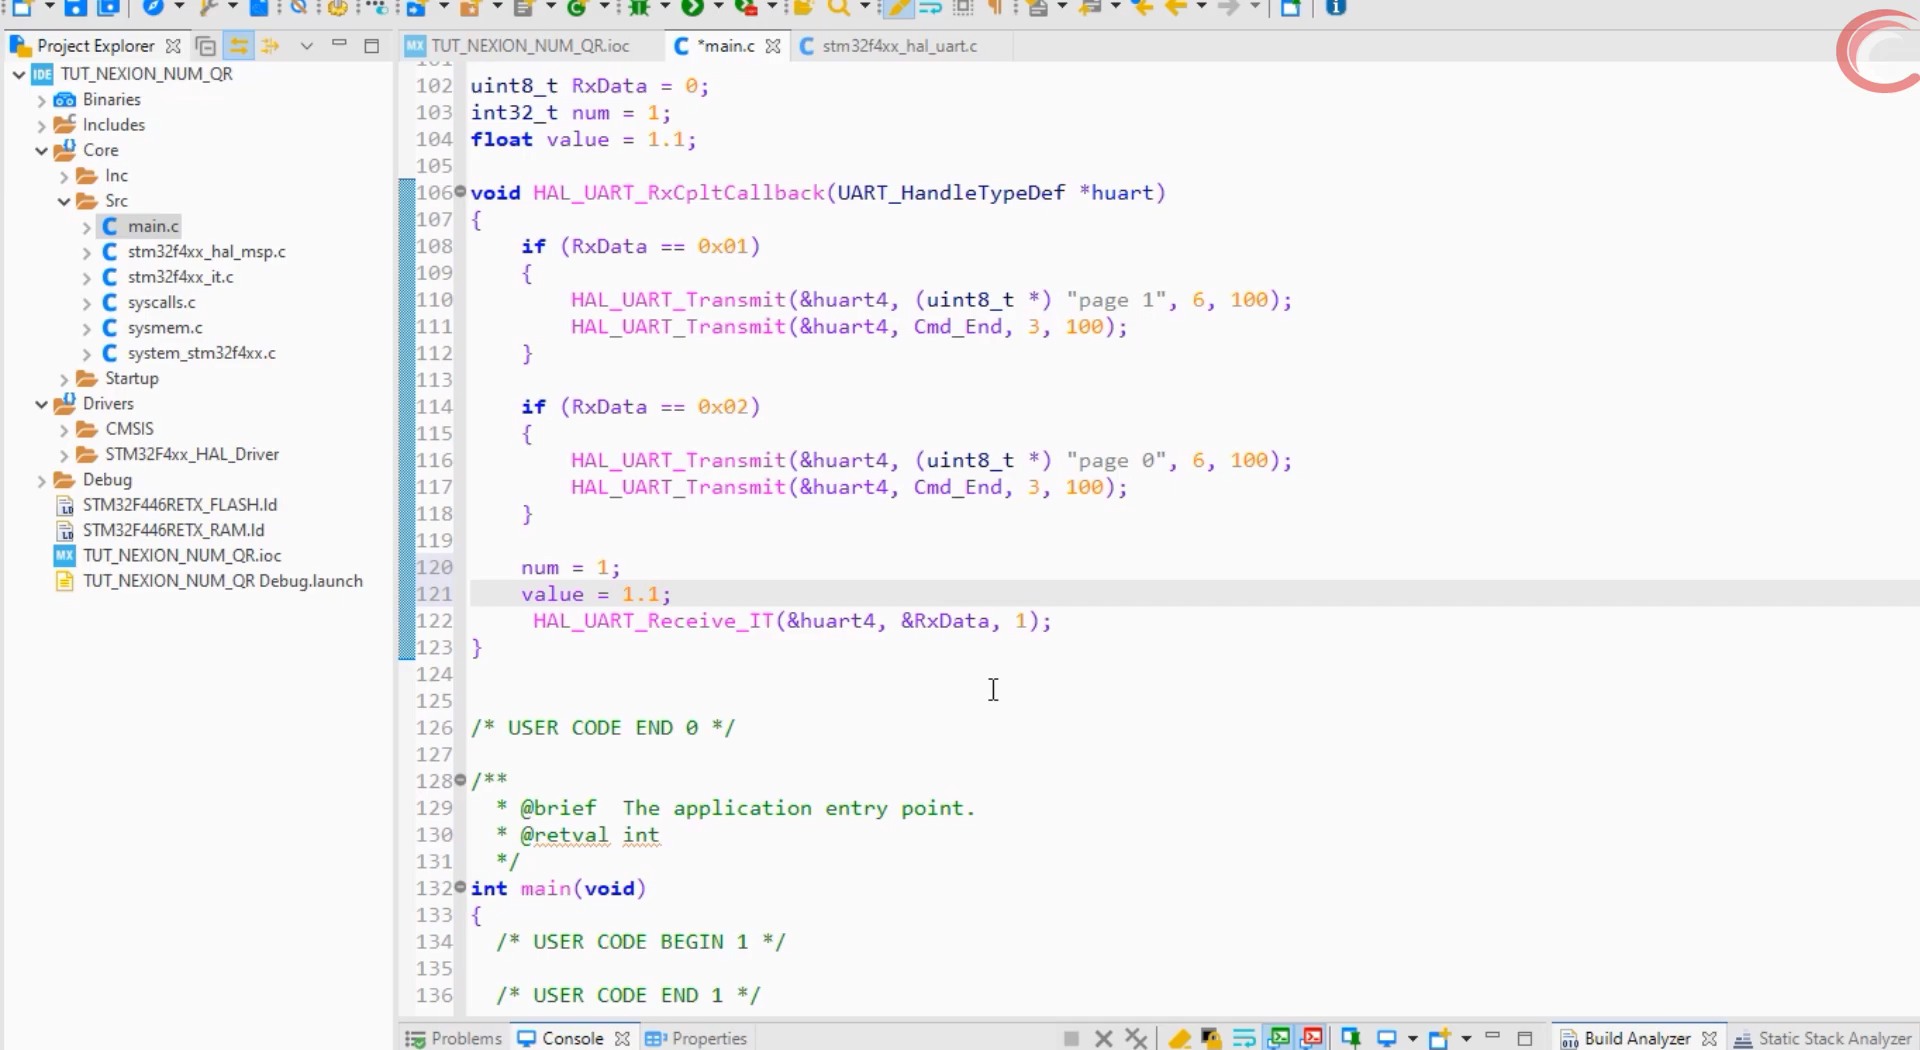 Project Explorer
TUT_NEXION_NUM_QR.ioc
*main.c
stm32f4xx_hal_uart.c
IDE TUT_NEXION_NUM_QR
Binaries
Includes
Core
Inc
Src
main.c
stm32f4xx_hal_msp.c
stm32f4xx_it.c
syscalls.c
sysmem.c
system_stm32f4xx.c
Startup
Drivers
CMSIS
STM32F4xx_HAL_Driver
Debug
STM32F446RETX_FLASH.ld
STM32F446RETX_RAM.ld
MX TUT_NEXION_NUM_QR.ioc
TUT_NEXION_NUM_QR Debug.launch
102 uint8_t RxData = 0;
103 int32_t num = 1;
104 float value = 1.1;
105
106 void HAL_UART_RxCpltCallback(UART_HandleTypeDef *huart)
107 {
108     if (RxData == 0x01)
109     {
110         HAL_UART_Transmit(&huart4, (uint8_t *) "page 1", 6, 100);
111         HAL_UART_Transmit(&huart4, Cmd_End, 3, 100);
112     }
113
114     if (RxData == 0x02)
115     {
116         HAL_UART_Transmit(&huart4, (uint8_t *) "page 0", 6, 100);
117         HAL_UART_Transmit(&huart4, Cmd_End, 3, 100);
118     }
119
120     num = 1;
121     value = 1.1;
122      HAL_UART_Receive_IT(&huart4, &RxData, 1);
123 }
124
125
126 /* USER CODE END 0 */
127
128 /**
129   * @brief  The application entry point.
130   * @retval int
131   */
132 int main(void)
133 {
134   /* USER CODE BEGIN 1 */
135
136   /* USER CODE END 1 */
Problems
Console
Properties
Build Analyzer
Static Stack Analyzer